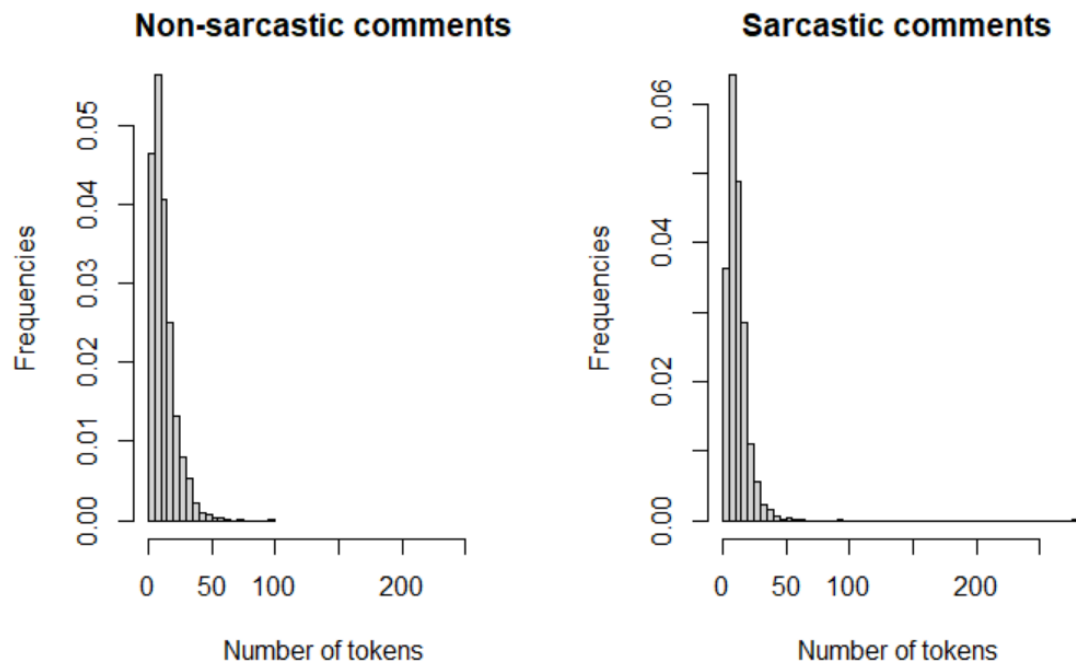 Non-sarcastic comments
Frequencies
0.05
0.04
0.03
0.02
0.01
0.00
0 50 100 200
Number of tokens
Sarcastic comments
Frequencies
0.06
0.04
0.02
0.00
0 50 100 200
Number of tokens